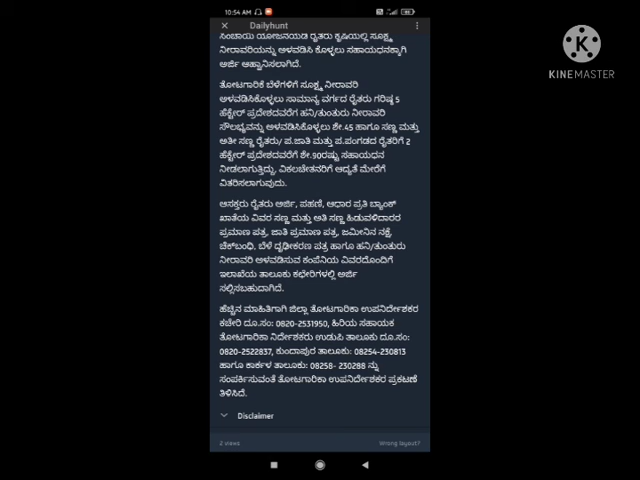 10:54 AM
Dailyhunt
ಸಿಂಚಾಯಿ ಯೋಜನೆಯಡಿ ರೈತರು ಕೃಷಿಯಲ್ಲಿ ಸೂಕ್ಷ್ಮ
ನೀರಾವರಿಯನ್ನು ಅಳವಡಿಸಿ ಕೊಳ್ಳಲು ಸಹಾಯಧನಕ್ಕಾಗಿ
ಅರ್ಜಿ ಆಹ್ವಾನಿಸಲಾಗಿದೆ.
ತೋಟಗಾರಿಕೆ ಬೆಳೆಗಳಿಗೆ ಸೂಕ್ಷ್ಮ ನೀರಾವರಿ
ಅಳವಡಿಸಿಕೊಳ್ಳಲು ಸಾಮಾನ್ಯ ವರ್ಗದ ರೈತರು ಗರಿಷ್ಠ 5
ಹೆಕ್ಟೇರ್ ಪ್ರದೇಶದವರೆಗೆ ಹನಿ/ತುಂತುರು ನೀರಾವರಿ
ಸೌಲಭ್ಯವನ್ನು ಅಳವಡಿಸಿಕೊಳ್ಳಲು ಶೇ.45 ಹಾಗೂ ಸಣ್ಣ ಮತ್ತು
ಅತೀ ಸಣ್ಣ ರೈತರು/ ಪ.ಜಾತಿ ಮತ್ತು ಪ.ಪಂಗಡದ ರೈತರಿಗೆ 2
ಹೆಕ್ಟೇರ್ ಪ್ರದೇಶದವರೆಗೆ ಶೇ.90ರಷ್ಟು ಸಹಾಯಧನ
ನೀಡಲಾಗುತ್ತಿದ್ದು, ವಿಕಲಚೇತನರಿಗೆ ಆದ್ಯತೆ ಮೇರೆಗೆ
ವಿತರಿಸಲಾಗುವುದು.
ಆಸಕ್ತರು ರೈತರು ಅರ್ಜಿ, ಪಹಣಿ, ಆಧಾರ ಪ್ರತಿ ಬ್ಯಾಂಕ್
ಖಾತೆಯ ವಿವರ ಸಣ್ಣ ಮತ್ತು ಅತಿ ಸಣ್ಣ ಹಿಡುವಳಿದಾರರ
ಪ್ರಮಾಣ ಪತ್ರ, ಜಾತಿ ಪ್ರಮಾಣ ಪತ್ರ, ಜಮೀನಿನ ನಕ್ಷೆ,
ಚೆಕ್‌ಬಂಧಿ, ಬೆಳೆ ದೃಢೀಕರಣ ಪತ್ರ ಹಾಗೂ ಹನಿ/ತುಂತುರು
ನೀರಾವರಿ ಅಳವಡಿಸುವ ಕಂಪೆನಿಯ ವಿವರದೊಂದಿಗೆ
ಇಲಾಖೆಯ ತಾಲೂಕು ಕಛೇರಿಗಳಲ್ಲಿ ಅರ್ಜಿ
ಸಲ್ಲಿಸಬಹುದಾಗಿದೆ.
ಹೆಚ್ಚಿನ ಮಾಹಿತಿಗಾಗಿ ಜಿಲ್ಲಾ ತೋಟಗಾರಿಕಾ ಉಪನಿರ್ದೇಶಕರ
ಕಚೇರಿ ದೂ.ಸಂ: 0820-2531950, ಹಿರಿಯ ಸಹಾಯಕ
ತೋಟಗಾರಿಕಾ ನಿರ್ದೇಶಕರು ಉಡುಪಿ ತಾಲೂಕು ದೂ.ಸಂ:
0820-2522837, ಕುಂದಾಪುರ ತಾಲೂಕು: 08254-230813
ಹಾಗೂ ಕಾರ್ಕಳ ತಾಲೂಕು: 08258- 230288 ನ್ನು
ಸಂಪರ್ಕಿಸುವಂತೆ ತೋಟಗಾರಿಕಾ ಉಪನಿರ್ದೇಶಕರ ಪ್ರಕಟಣೆ
ತಿಳಿಸಿದೆ.
Disclaimer
2 views
Wrong layout?
K
KINEMASTER